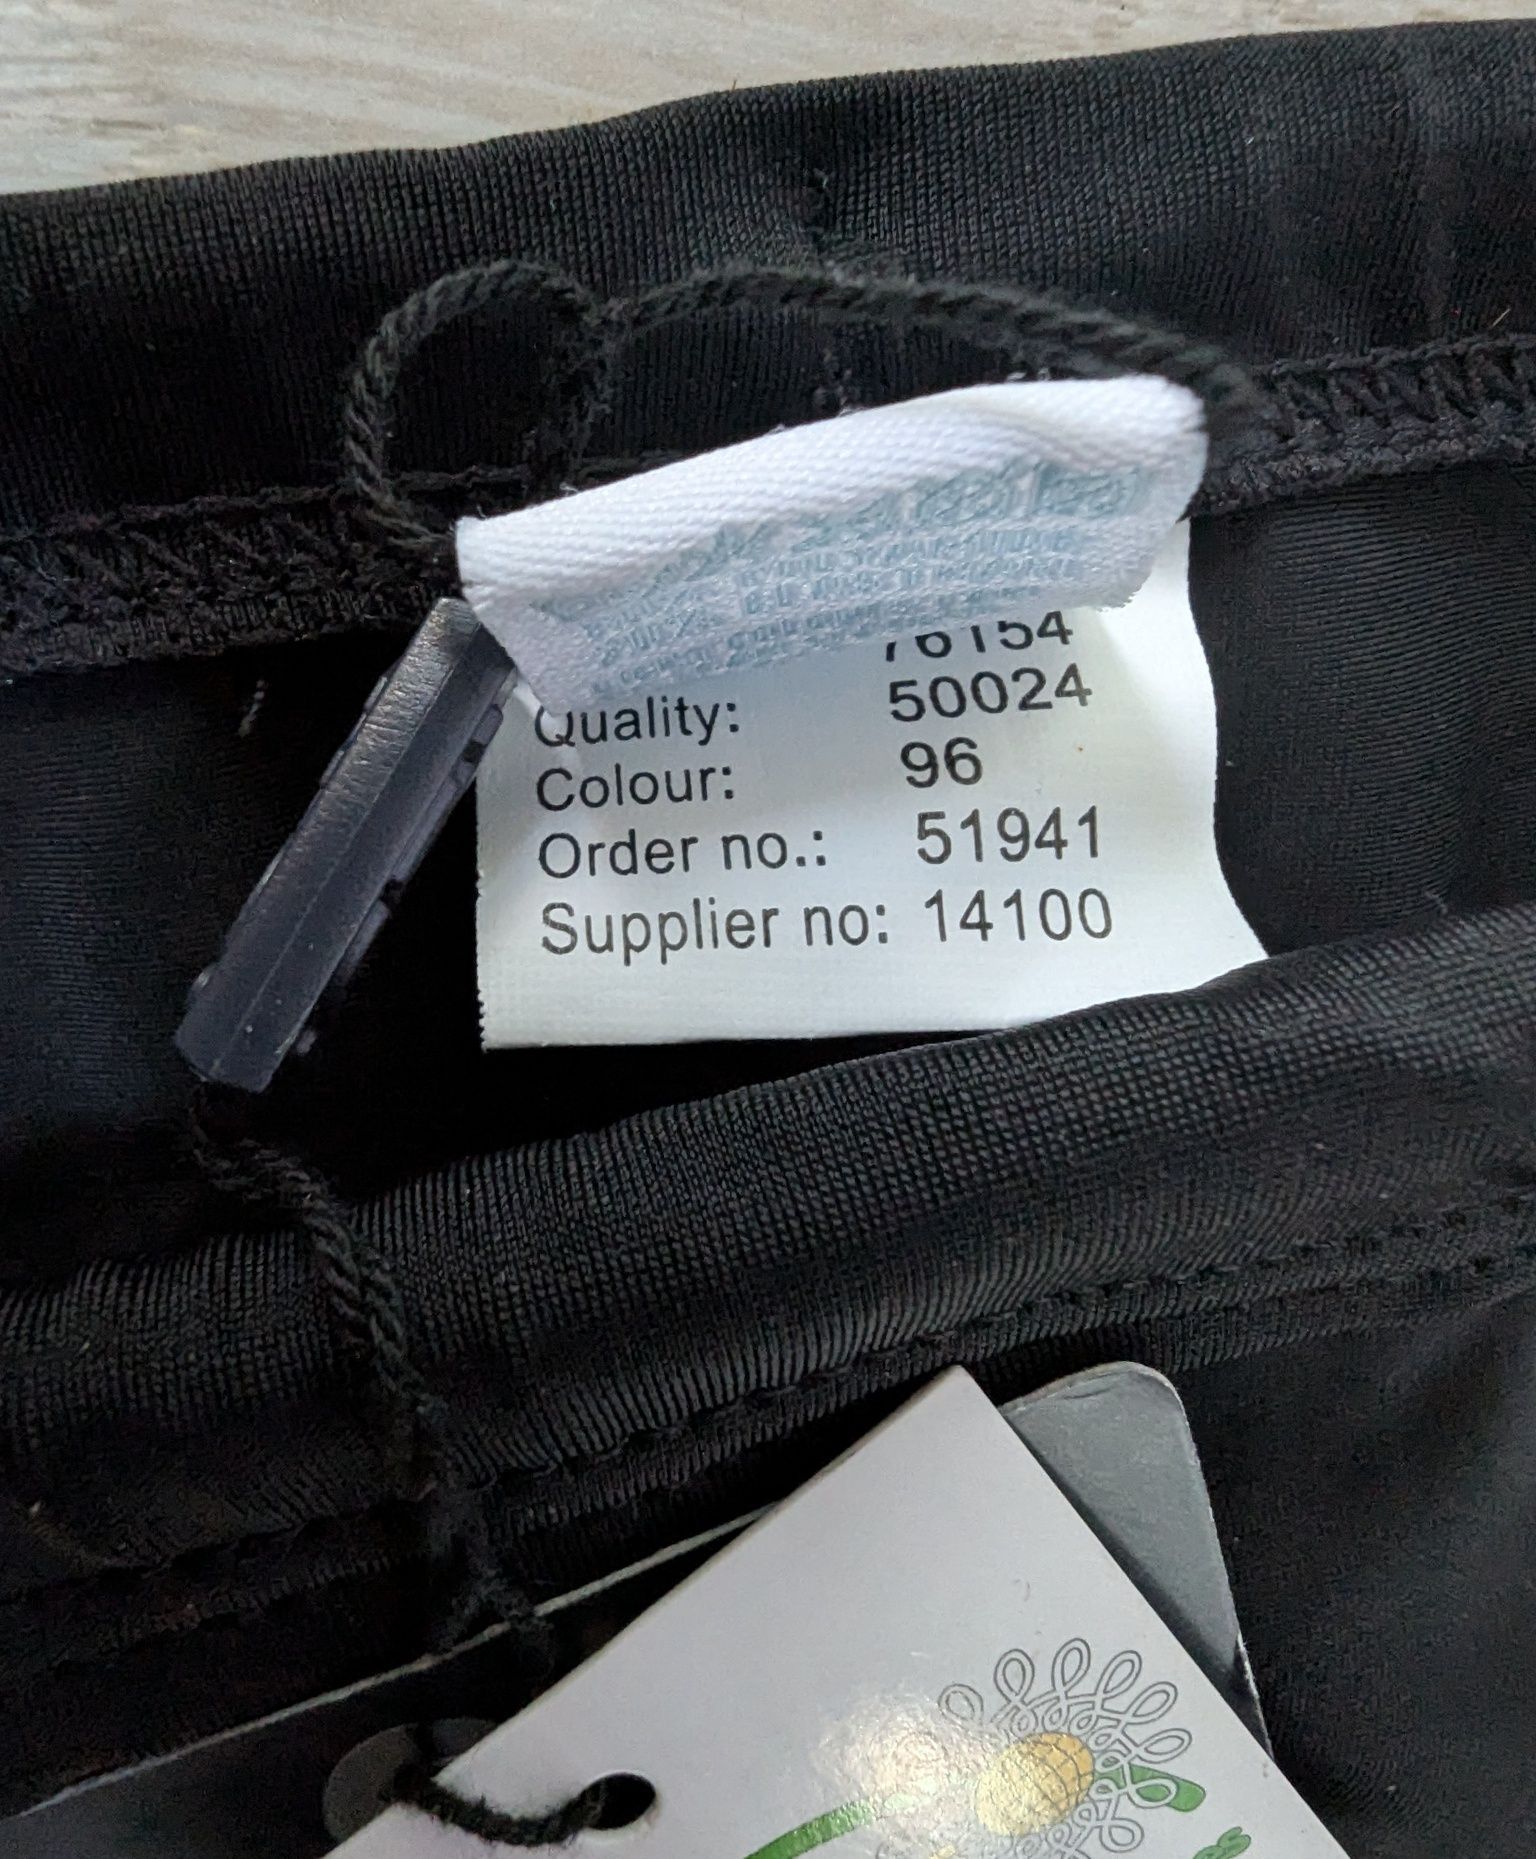 76154
Quality: 50024
Colour: 96
Order no.: 51941
Supplier no: 14100